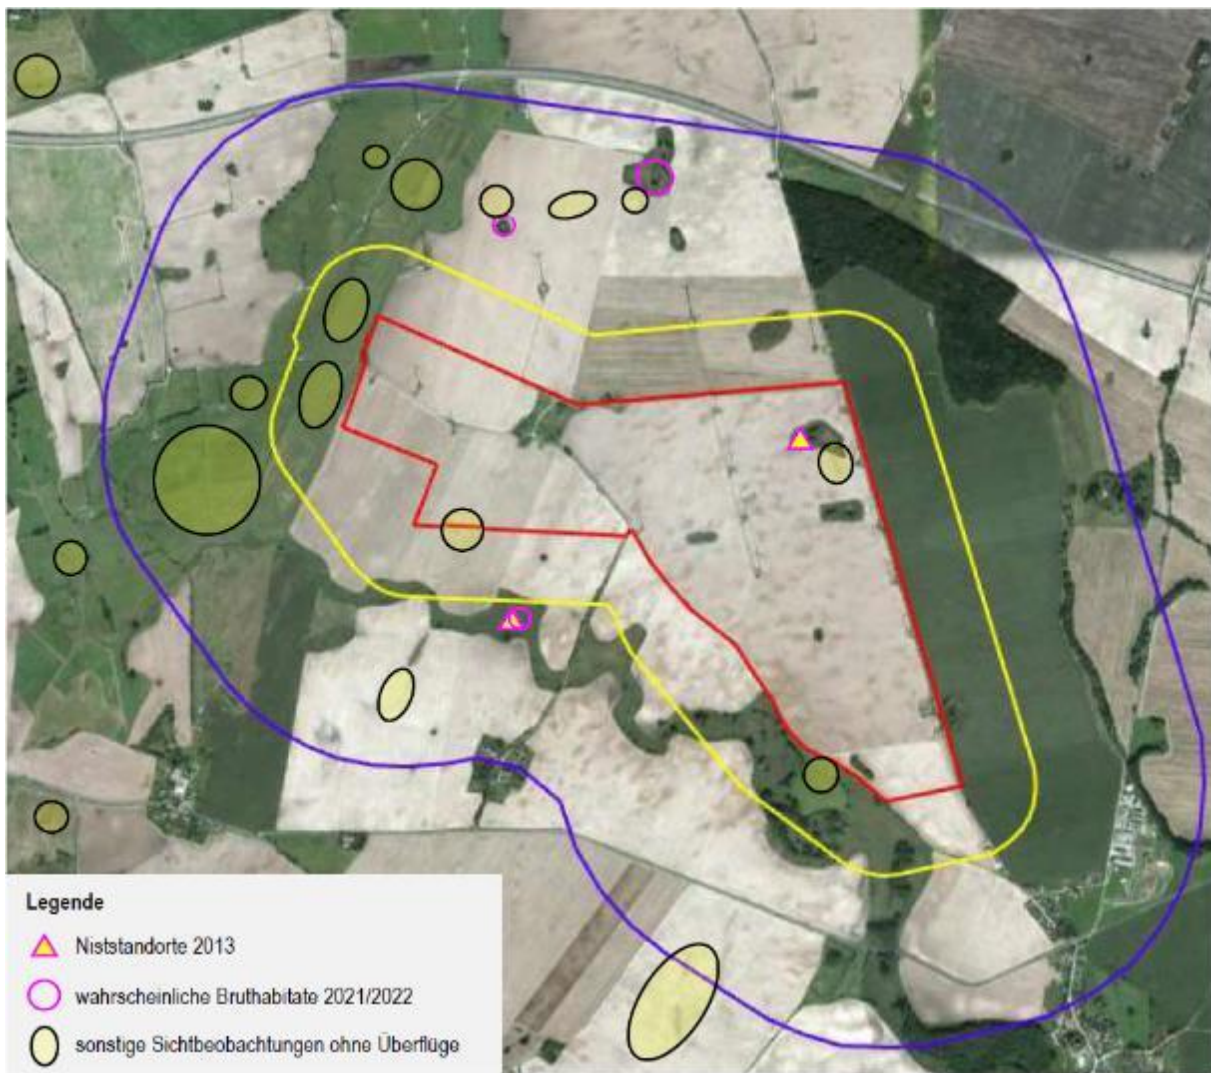 Legende
Niststandorte 2013
wahrscheinliche Bruthabitate 2021/2022
sonstige Sichtbeobachtungen ohne Überflüge